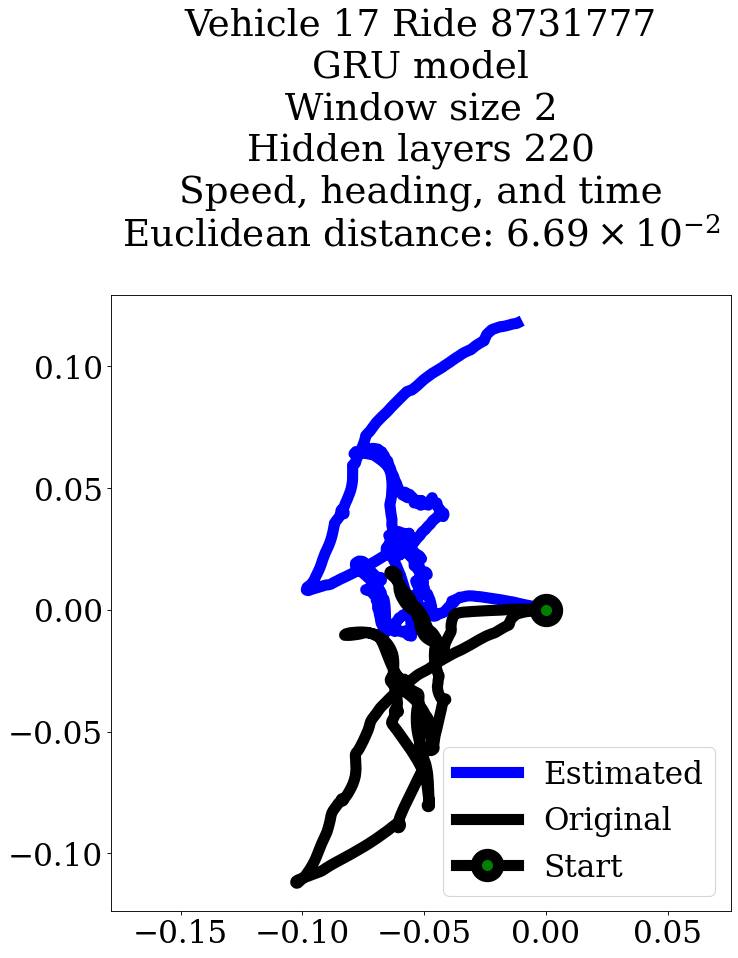 Vehicle 17 Ride 8731777
GRU model
Window size 2
Hidden layers 220
Speed, heading, and time
Euclidean distance: 6.69 × 10⁻²
0.10
0.05
0.00
−0.05
−0.10
Estimated
Original
Start
−0.15 −0.10 −0.05 0.00 0.05